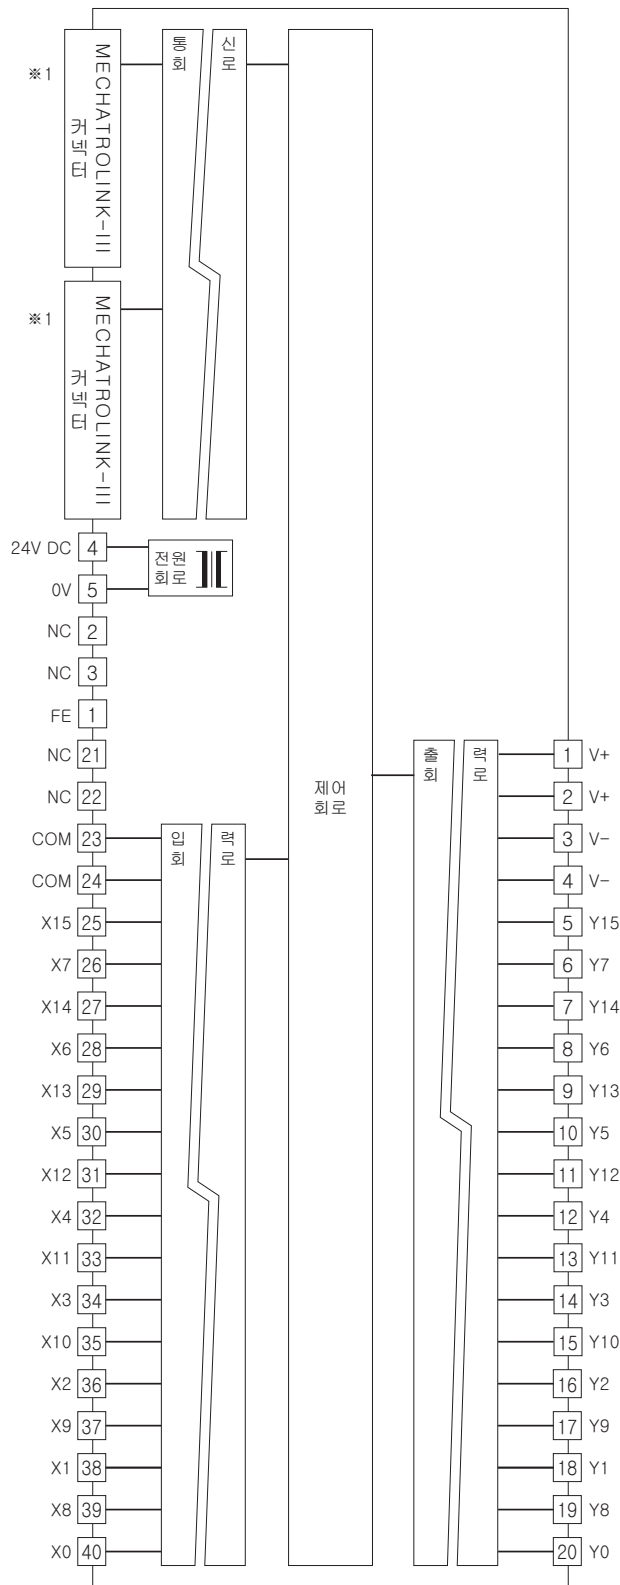 ※1
MECHATROLINK-III
커넥터
※1
MECHATROLINK-III
커넥터
통신
회로
24V DC 4
0V 5
전원
회로
NC 2
NC 3
FE 1
NC 21
NC 22
COM 23
COM 24
X15 25
X7 26
X14 27
X6 28
X13 29
X5 30
X12 31
X4 32
X11 33
X3 34
X10 35
X2 36
X9 37
X1 38
X8 39
X0 40
입력
회로
제어
회로
출력
회로
1 V+
2 V+
3 V-
4 V-
5 Y15
6 Y7
7 Y14
8 Y6
9 Y13
10 Y5
11 Y12
12 Y4
13 Y11
14 Y3
15 Y10
16 Y2
17 Y9
18 Y1
19 Y8
20 Y0